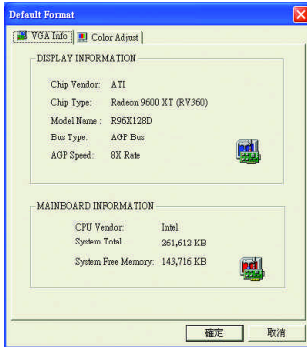 Default Format
VGA Info
Color Adjust
DISPLAY INFORMATION
Chip Vendor: ATI
Chip Type: Radeon 9600 XT (RV360)
Model Name : R96X128D
Bus Type: AGP Bus
AGP Speed: 8X Rate
MAINBOARD INFORMATION
CPU Vendor: Intel
System Total 261,612 KB
System Free Memory: 143,716 KB
確定
取消